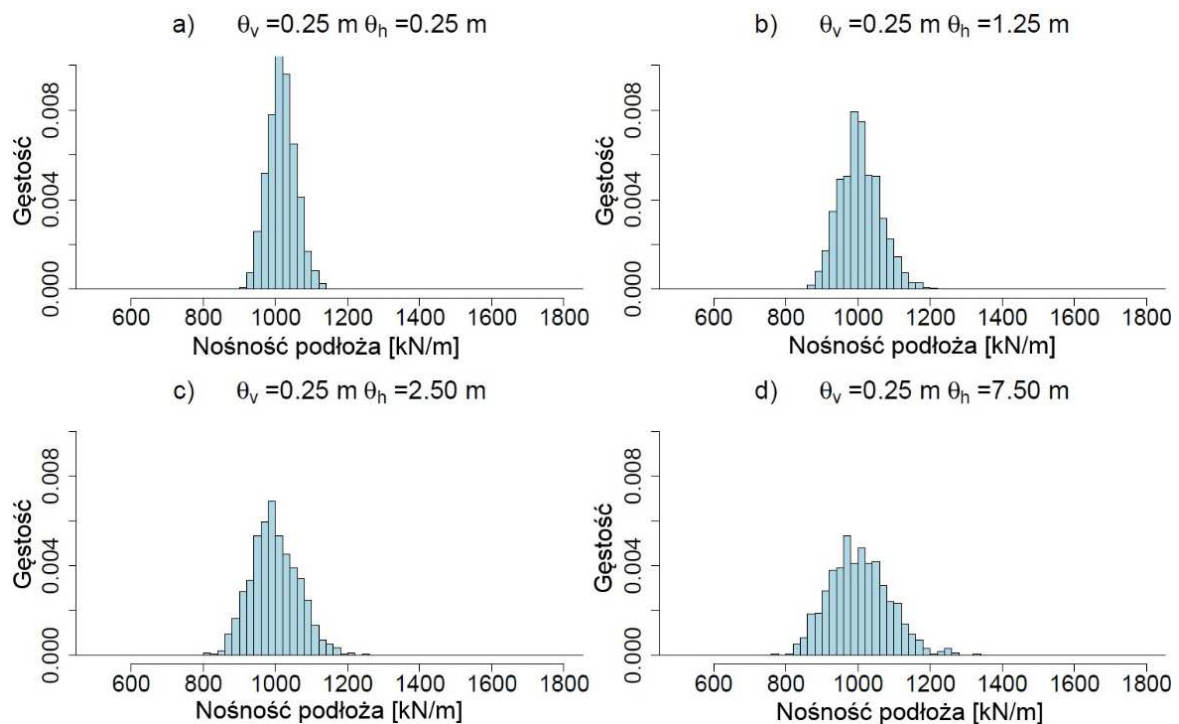 a) θv =0.25 m θh =0.25 m
Gęstość
0.000 0.004 0.008
600 800 1000 1200 1400 1600 1800
Nośność podłoża [kN/m]
b) θv =0.25 m θh =1.25 m
Gęstość
0.000 0.004 0.008
600 800 1000 1200 1400 1600 1800
Nośność podłoża [kN/m]
c) θv =0.25 m θh =2.50 m
Gęstość
0.000 0.004 0.008
600 800 1000 1200 1400 1600 1800
Nośność podłoża [kN/m]
d) θv =0.25 m θh =7.50 m
Gęstość
0.000 0.004 0.008
600 800 1000 1200 1400 1600 1800
Nośność podłoża [kN/m]